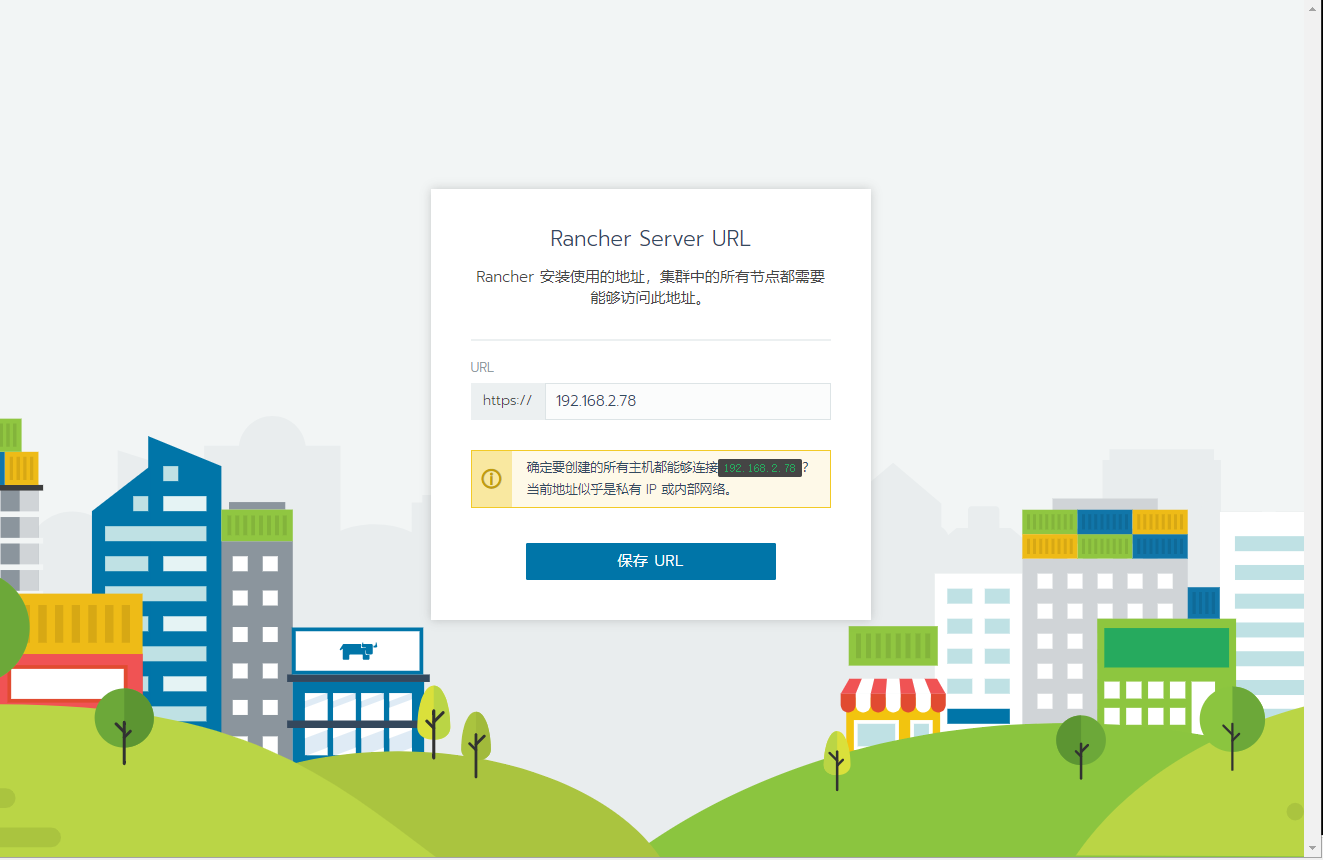 Rancher Server URL
Rancher 安装使用的地址，集群中的所有节点都需要
能够访问此地址。
URL
https:// 192.168.2.78
确定要创建的所有主机都能够连接192.168.2.78?
当前地址似乎是私有 IP 或内部网络。
保存 URL